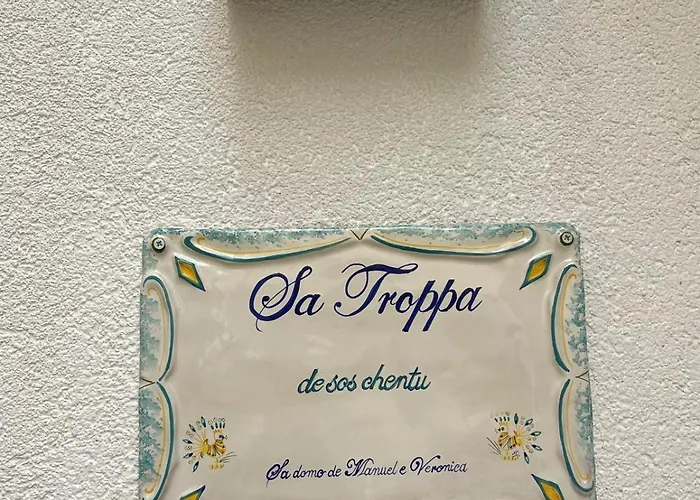 Sa Troppa
de sos chentu
Sa domo de Manuel e Veronica